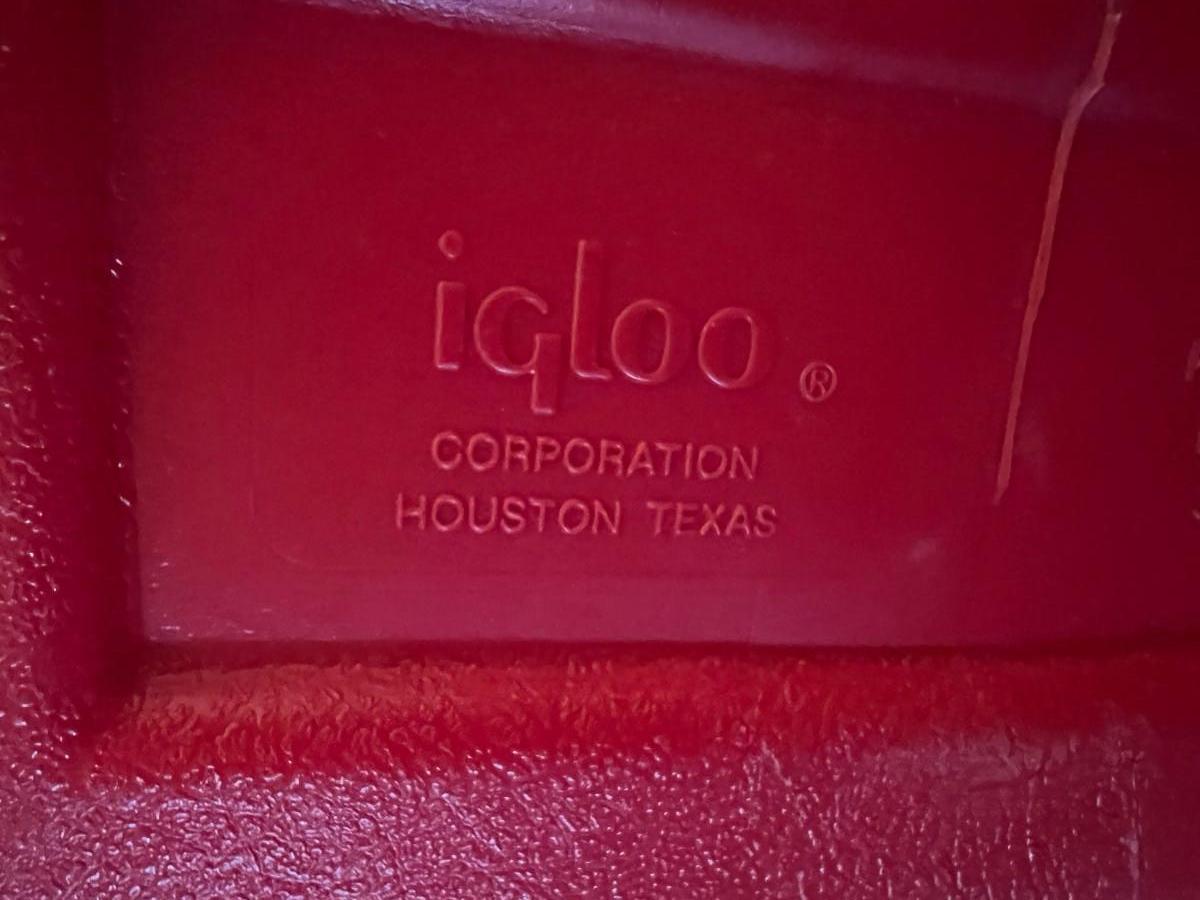 igloo ®
CORPORATION
HOUSTON TEXAS